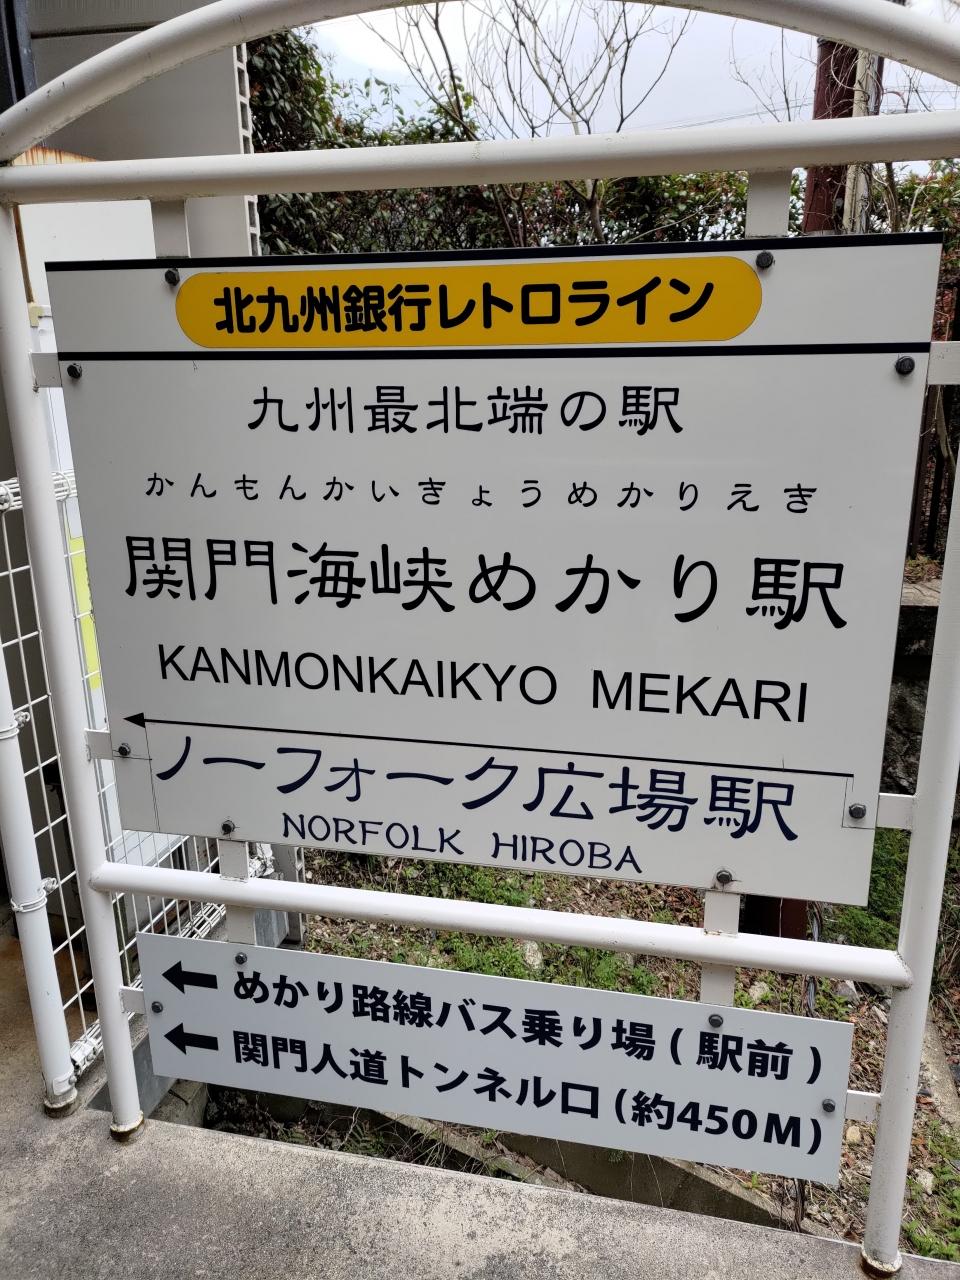 北九州銀行レトロライン
九州最北端の駅
かんもんかいきょうめかりえき
関門海峡めかり駅
KANMONKAIKYO MEKARI
ノーフォーク広場駅
NORFOLK HIROBA
← めかり路線バス乗り場(駅前)
← 関門人道トンネル口(約450M)